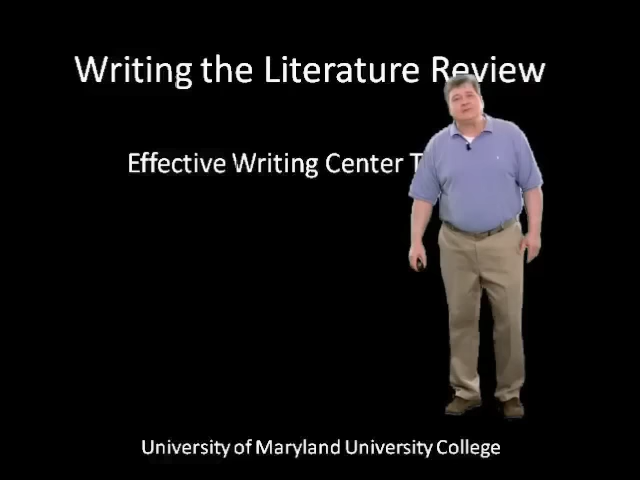 Writing the Literature Review
Effective Writing Center
University of Maryland University College